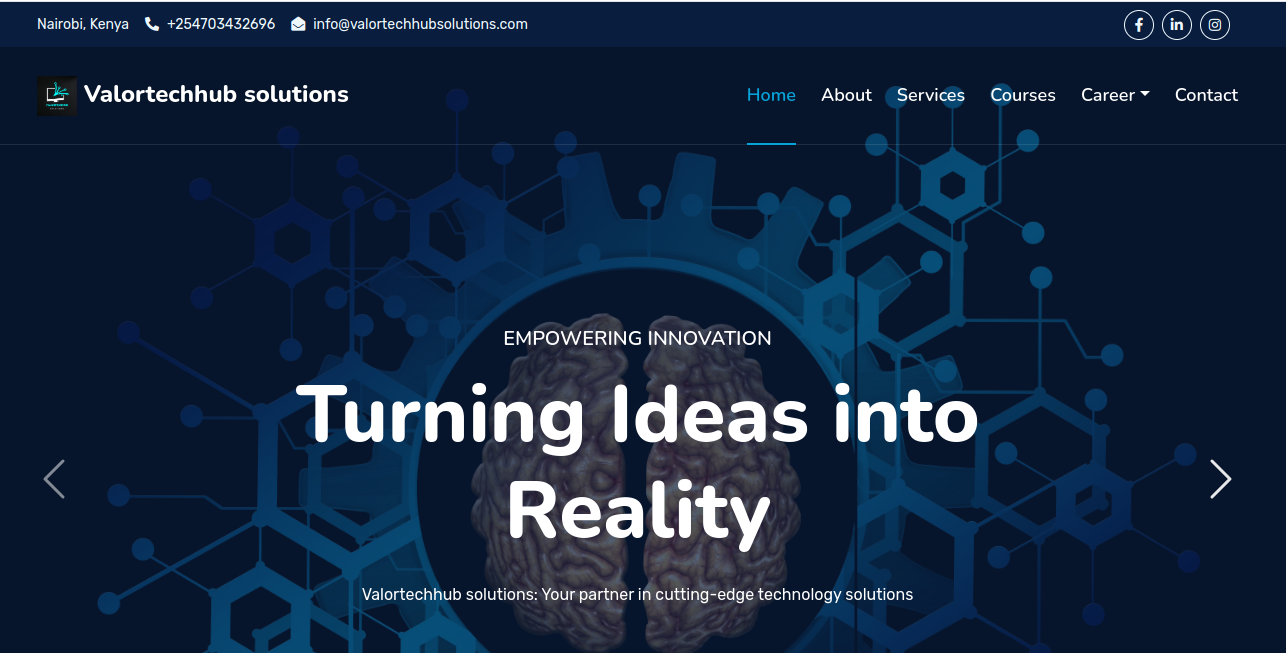 Nairobi, Kenya +254703432696 info@valortechhubsolutions.com
Valortechhub solutions Home About Services Courses Career Contact
EMPOWERING INNOVATION
Turning Ideas into
Reality
Valortechhub solutions: Your partner in cutting-edge technology solutions